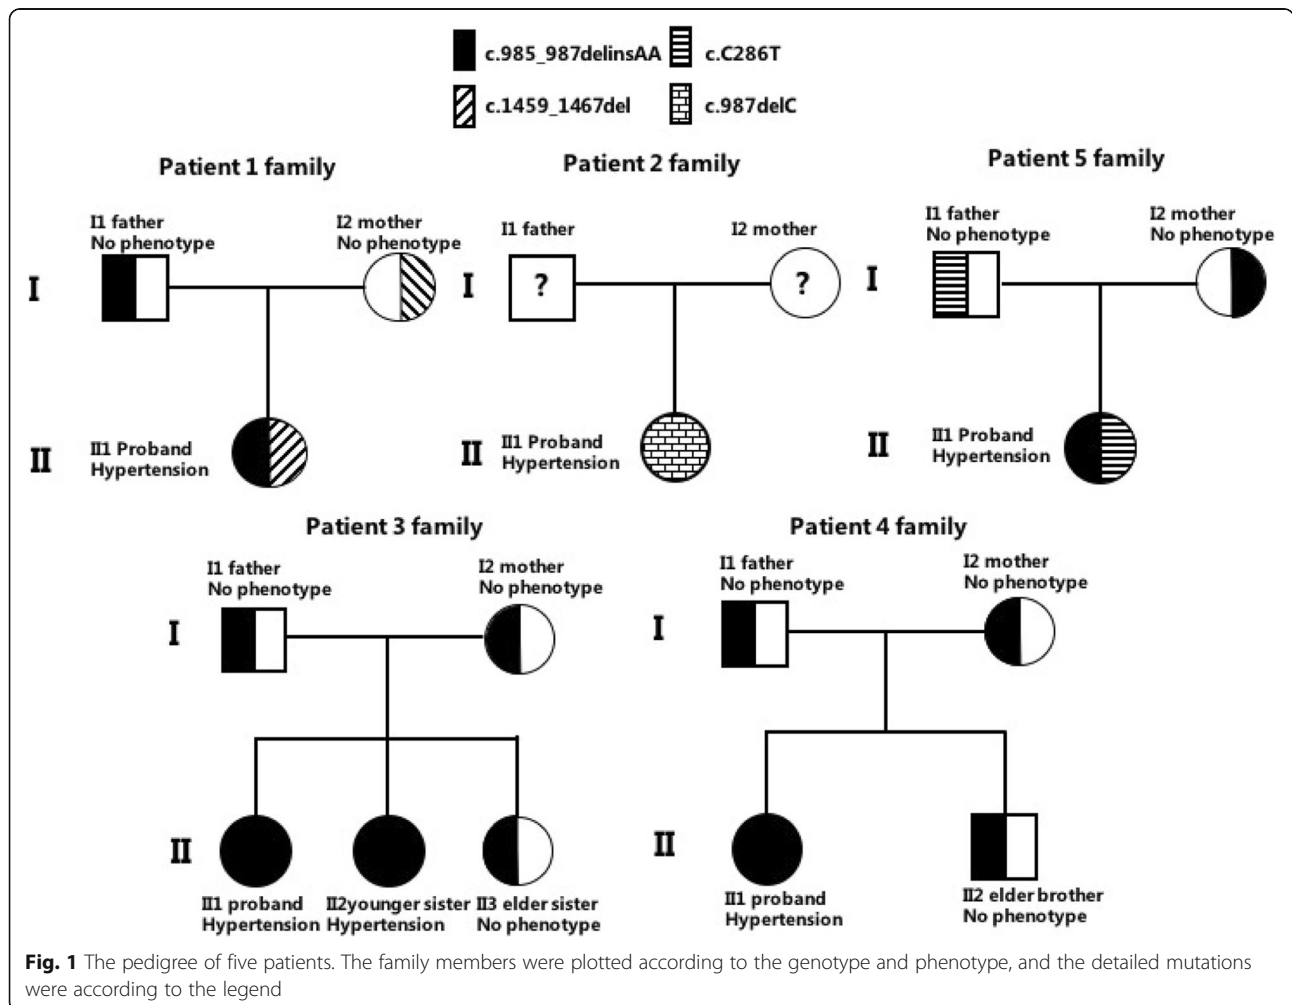 c.985_987delinsAA
c.C286T
c.1459_1467del
c.987delC
Patient 1 family
I1 father
No phenotype
I2 mother
No phenotype
I
II
II1 Proband
Hypertension
Patient 2 family
I1 father
I2 mother
I
?
?
II
II1 Proband
Hypertension
Patient 5 family
I1 father
No phenotype
I2 mother
No phenotype
I
II
II1 Proband
Hypertension
Patient 3 family
I1 father
No phenotype
I2 mother
No phenotype
I
II
II1 proband
Hypertension
II2younger sister
Hypertension
II3 elder sister
No phenotype
Patient 4 family
I1 father
No phenotype
I2 mother
No phenotype
I
II
II1 proband
Hypertension
II2 elder brother
No phenotype
Fig. 1 The pedigree of five patients. The family members were plotted according to the genotype and phenotype, and the detailed mutations
were according to the legend